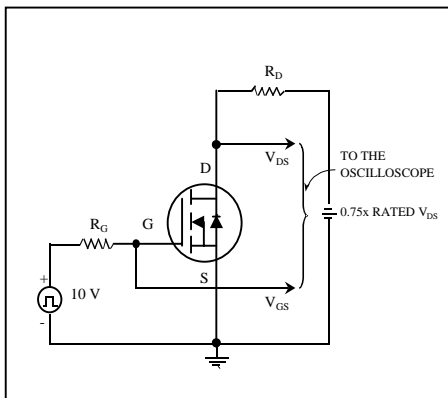 R_D
D
V_DS
TO THE
OSCILLOSCOPE
R_G
G
0.75x RATED V_DS
S
+
10 V
V_GS
-